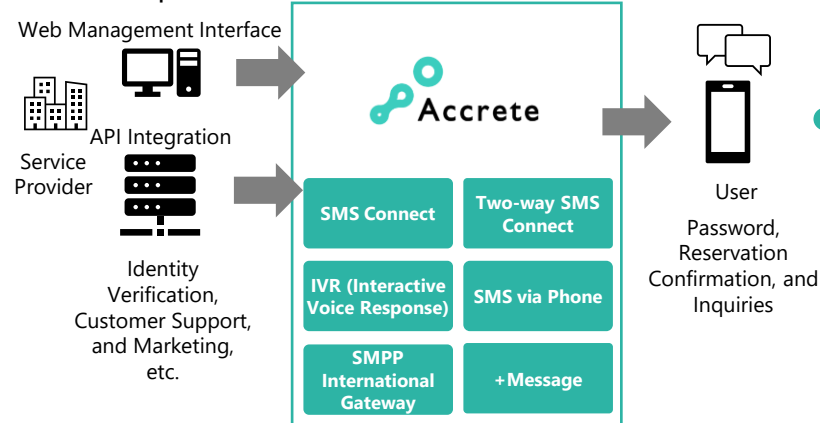 Web Management Interface
API Integration
Service
Provider
Identity
Verification,
Customer Support,
and Marketing,
etc.
Accrete
SMS Connect
Two-way SMS
Connect
IVR (Interactive
Voice Response)
SMS via Phone
SMPP
International
Gateway
+Message
User
Password,
Reservation
Confirmation, and
Inquiries